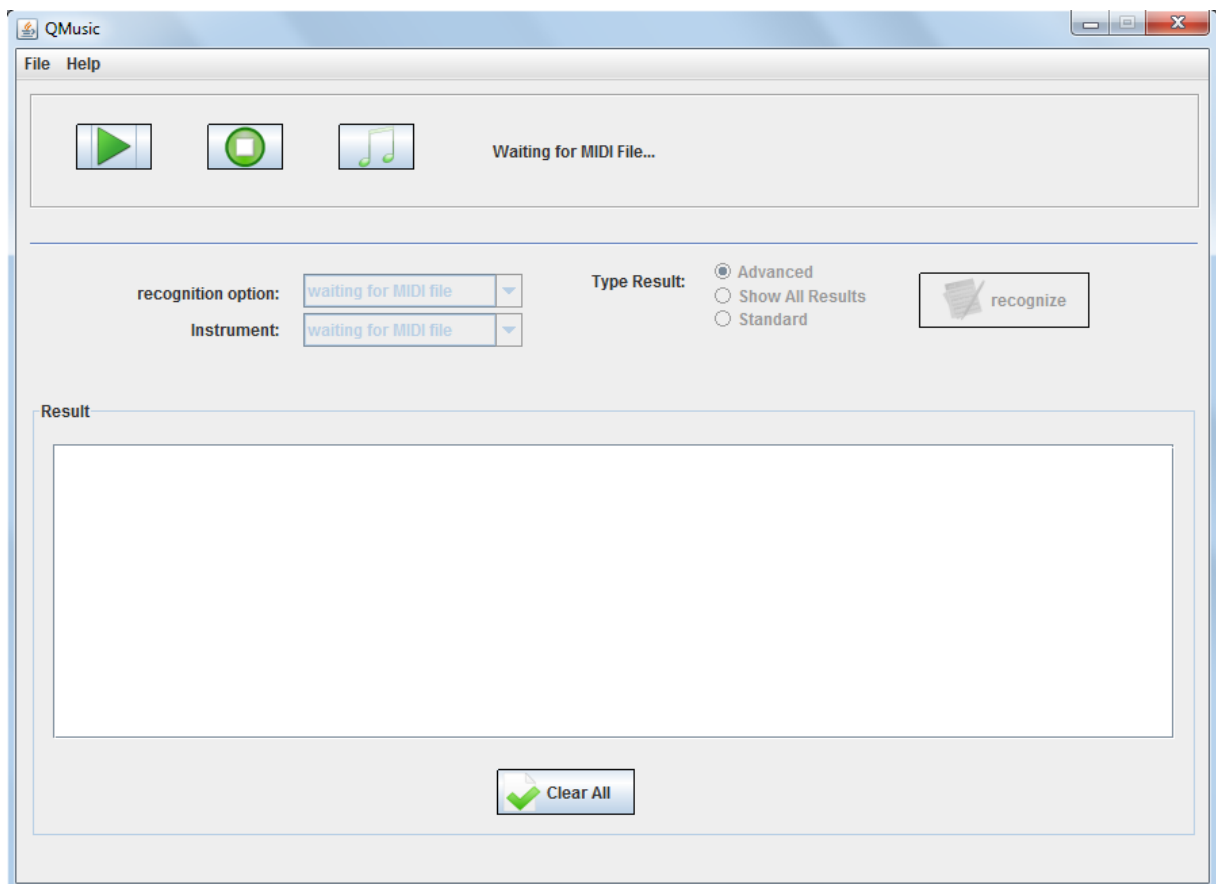 QMusic
File Help
Waiting for MIDI File...
recognition option:
waiting for MIDI file
Instrument:
waiting for MIDI file
Type Result:
Advanced
Show All Results
Standard
recognize
Result
Clear All